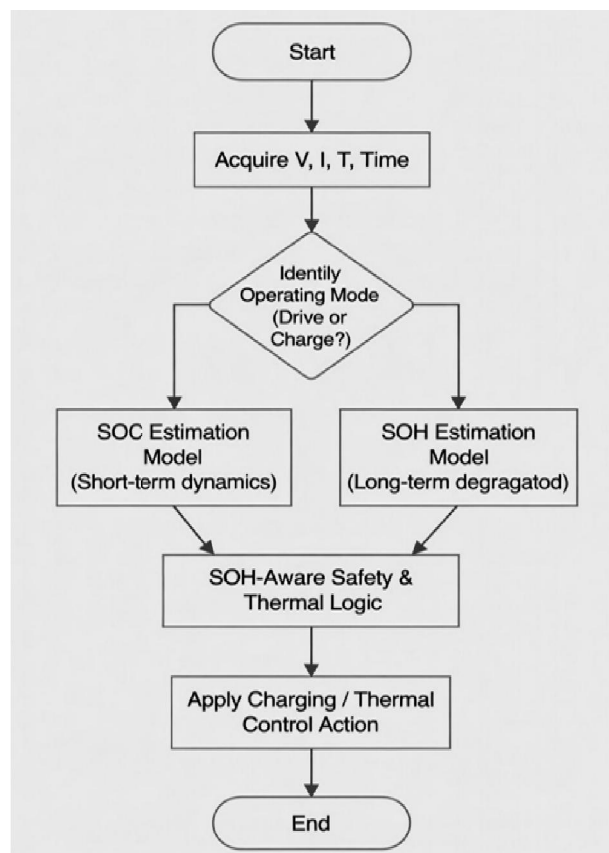 Start
Acquire V, I, T, Time
Identily
Operating Mode
(Drive or
Charge?)
SOC Estimation
Model
(Short-term dynamics)
SOH Estimation
Model
(Long-term degragatod)
SOH-Aware Safety &
Thermal Logic
Apply Charging / Thermal
Control Action
End